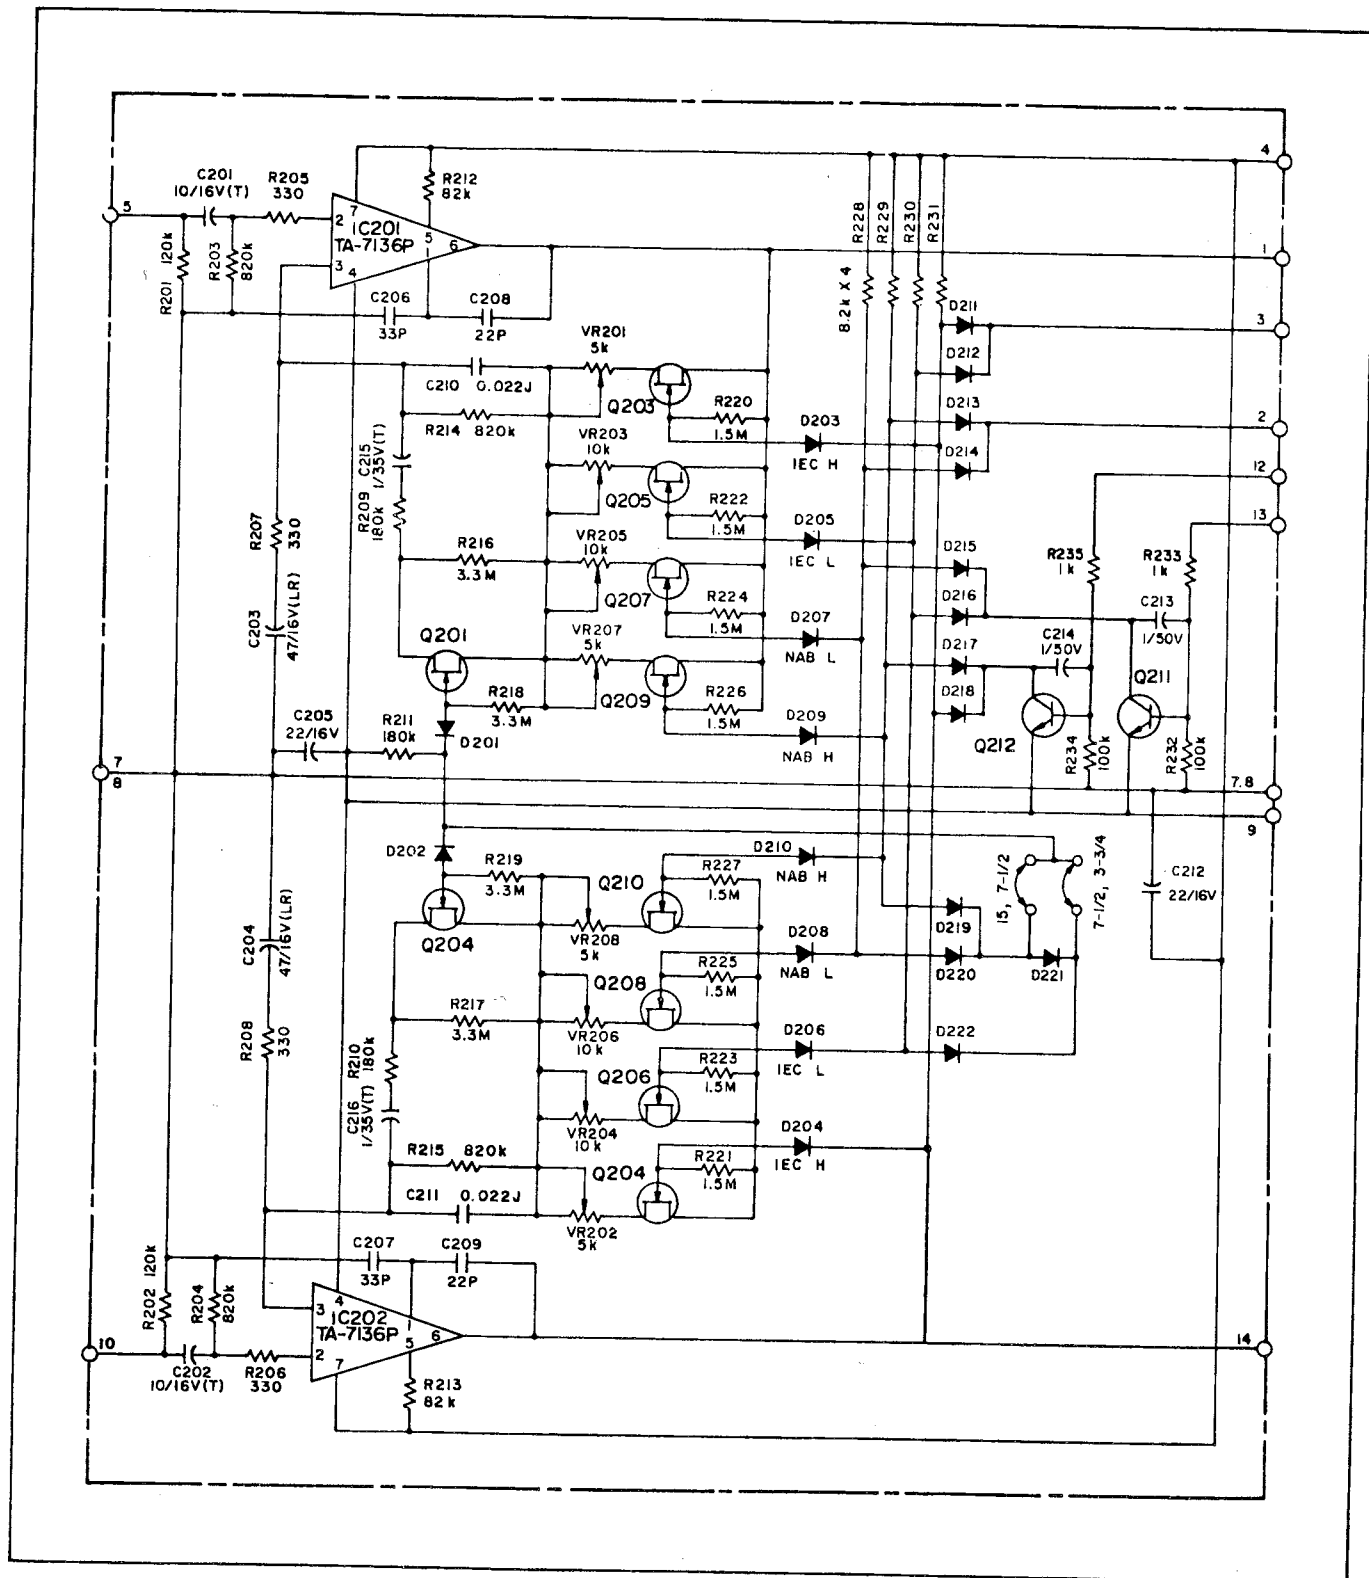 4
C201
10/16V(T)
R205
330
R212
82k
5
7
2
IC201
TA-7136P
5
1
6
3
4
R228
R229
R230
R231
8.2k X 4
1
R201 120k
R203
820k
C206
33P
C208
22P
D211
3
VR201
5k
D212
C210 0.022J
Q203
R220
1.5M
D203
IEC H
D213
2
R214 820k
VR203
10k
D214
C215
1/35V(T)
12
R209
180k
Q205
R222
1.5M
D205
IEC L
13
R207
330
R216
3.3M
VR205
10k
D215
R235
1k
R233
1k
Q207
R224
1.5M
D207
NAB L
D216
C213
1/50V
C203
47/16V(LR)
Q201
VR207
5k
D217
C214
1/50V
R218
3.3M
Q209
R226
1.5M
D209
NAB H
D218
Q211
C205
22/16V
R211
180k
D201
Q212
R234
100k
R232
100k
7
8
7.8
9
D202
R219
3.3M
Q210
R227
1.5M
D210
NAB H
15, 7-1/2
7-1/2, 3-3/4
C212
22/16V
C204
47/16V(LR)
Q204
VR208
5k
D219
D208
NAB L
D220
D221
Q208
R225
1.5M
R217
3.3M
R208
330
R210
180k
VR206
10k
D206
IEC L
D222
Q206
R223
1.5M
C216
1/35V(T)
VR204
10k
D204
IEC H
R215 820k
Q204
R221
1.5M
C211 0.022J
VR202
5k
C207
33P
C209
22P
R202 120k
R204
820k
3
4
IC202
TA-7136P
1
5
6
2
7
10
14
C202
10/16V(T)
R206
330
R213
82k